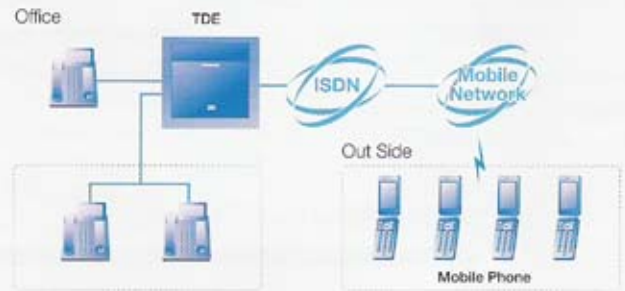 Office
TDE
ISDN
Mobile
Network
Out Side
Mobile Phone